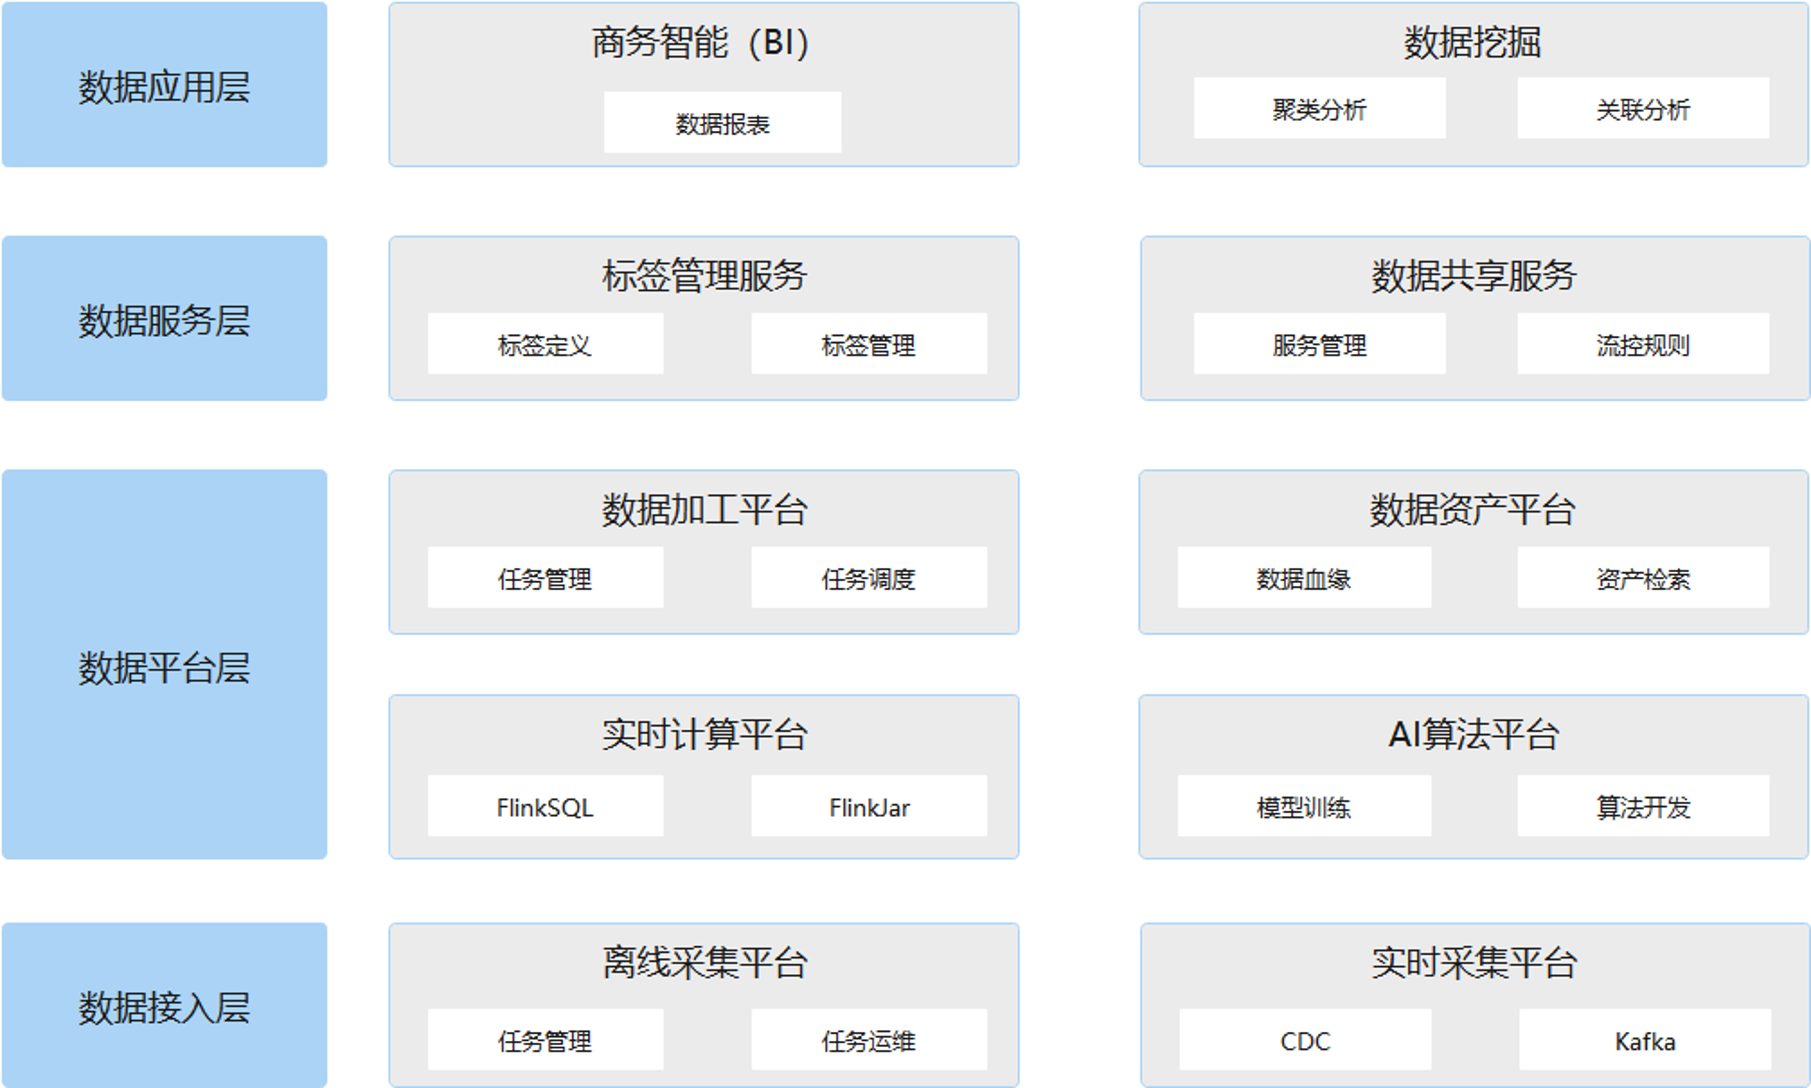 数据应用层
商务智能（BI）
数据报表
数据挖掘
聚类分析
关联分析
数据服务层
标签管理服务
标签定义
标签管理
数据共享服务
服务管理
流控规则
数据平台层
数据加工平台
任务管理
任务调度
数据资产平台
数据血缘
资产检索
实时计算平台
FlinkSQL
FlinkJar
AI算法平台
模型训练
算法开发
数据接入层
离线采集平台
任务管理
任务运维
实时采集平台
CDC
Kafka